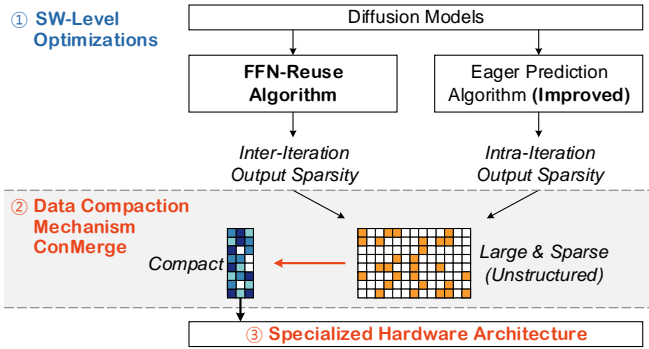 ① SW-Level
Optimizations
Diffusion Models
FFN-Reuse
Algorithm
Eager Prediction
Algorithm (Improved)
Inter-Iteration
Output Sparsity
Intra-Iteration
Output Sparsity
② Data Compaction
Mechanism
ConMerge
Compact
Large & Sparse
(Unstructured)
③ Specialized Hardware Architecture